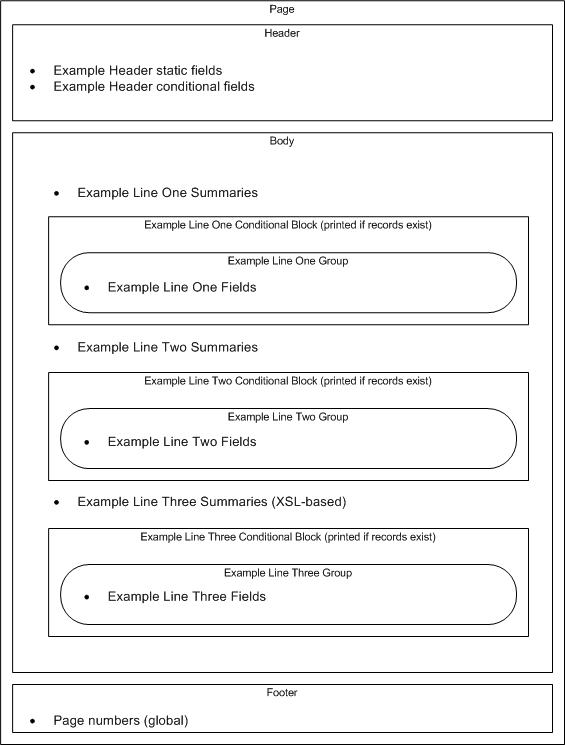 Page
Header
• Example Header static fields
• Example Header conditional fields
Body
• Example Line One Summaries
Example Line One Conditional Block (printed if records exist)
Example Line One Group
• Example Line One Fields
• Example Line Two Summaries
Example Line Two Conditional Block (printed if records exist)
Example Line Two Group
• Example Line Two Fields
• Example Line Three Summaries (XSL-based)
Example Line Three Conditional Block (printed if records exist)
Example Line Three Group
• Example Line Three Fields
Footer
• Page numbers (global)